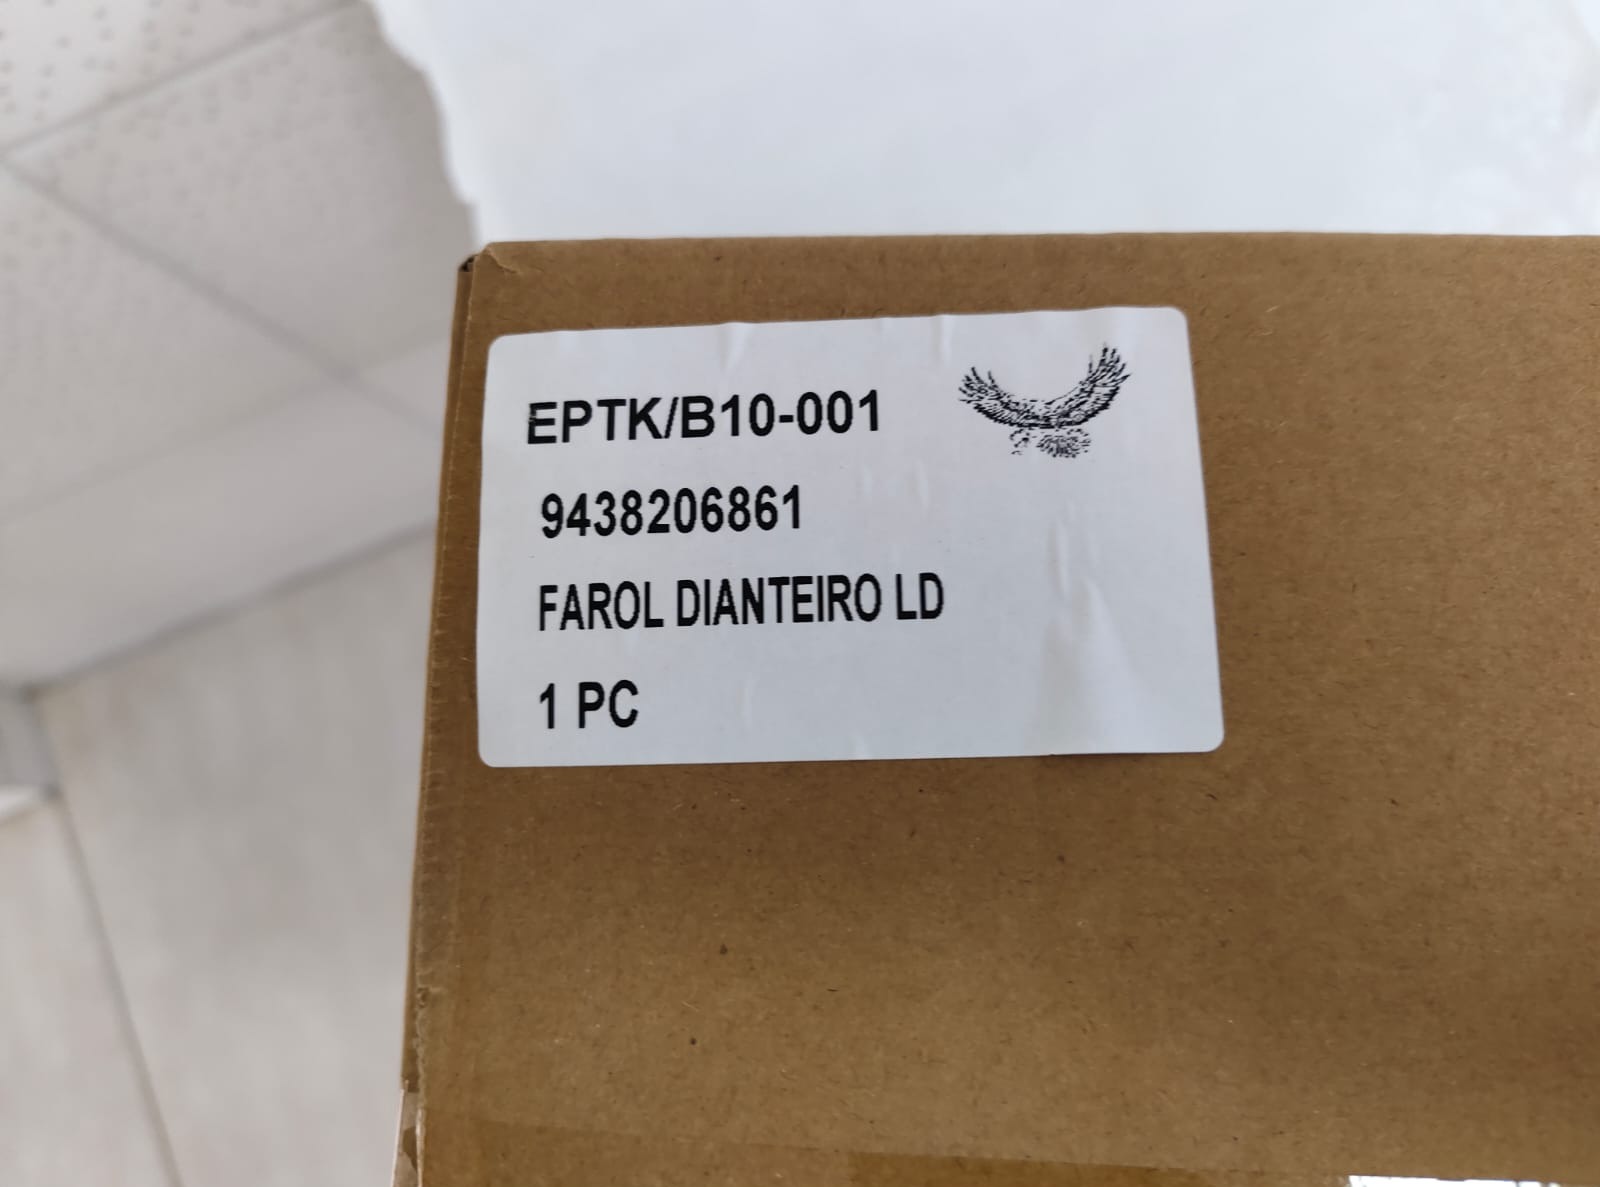 EPTK/B10-001
9438206861
FAROL DIANTEIRO LD
1 PC